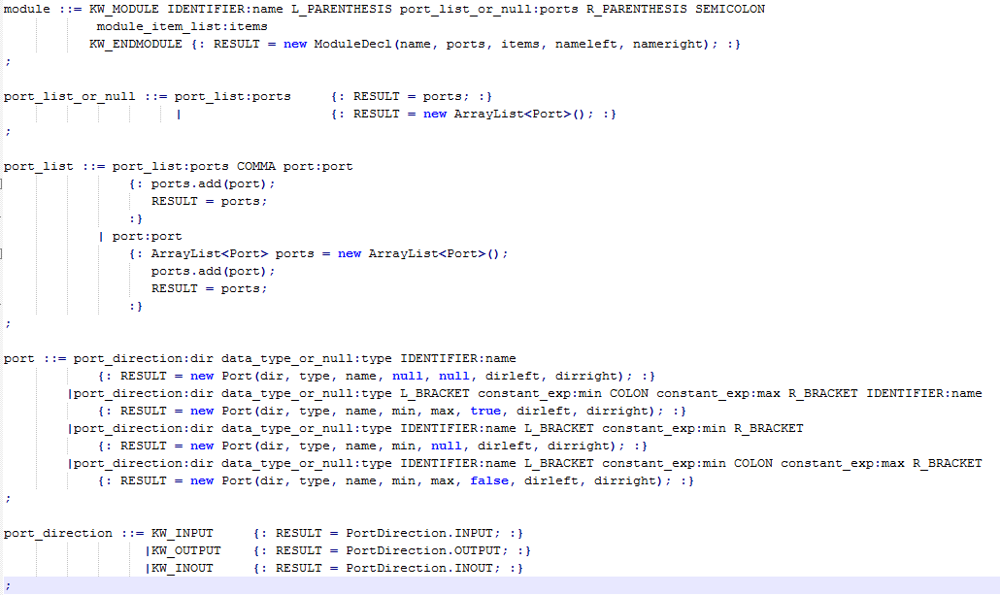 module ::= KW_MODULE IDENTIFIER:name L_PARENTHESIS port_list_or_null:ports R_PARENTHESIS SEMICOLON
            module_item_list:items
           KW_ENDMODULE {: RESULT = new ModuleDecl(name, ports, items, nameleft, nameright); :}
;

port_list_or_null ::= port_list:ports     {: RESULT = ports; :}
                      |                   {: RESULT = new ArrayList<Port>(); :}
;

port_list ::= port_list:ports COMMA port:port
                {: ports.add(port);
                   RESULT = ports;
                :}
            | port:port
                {: ArrayList<Port> ports = new ArrayList<Port>();
                   ports.add(port);
                   RESULT = ports;
                :}
;

port ::= port_direction:dir data_type_or_null:type IDENTIFIER:name
            {: RESULT = new Port(dir, type, name, null, null, dirleft, dirright); :}
        |port_direction:dir data_type_or_null:type L_BRACKET constant_exp:min COLON constant_exp:max R_BRACKET IDENTIFIER:name
            {: RESULT = new Port(dir, type, name, min, max, true, dirleft, dirright); :}
        |port_direction:dir data_type_or_null:type IDENTIFIER:name L_BRACKET constant_exp:min R_BRACKET
            {: RESULT = new Port(dir, type, name, min, null, dirleft, dirright); :}
        |port_direction:dir data_type_or_null:type IDENTIFIER:name L_BRACKET constant_exp:min COLON constant_exp:max R_BRACKET
            {: RESULT = new Port(dir, type, name, min, max, false, dirleft, dirright); :}
;

port_direction ::= KW_INPUT     {: RESULT = PortDirection.INPUT; :}
                  |KW_OUTPUT    {: RESULT = PortDirection.OUTPUT; :}
                  |KW_INOUT     {: RESULT = PortDirection.INOUT; :}
;